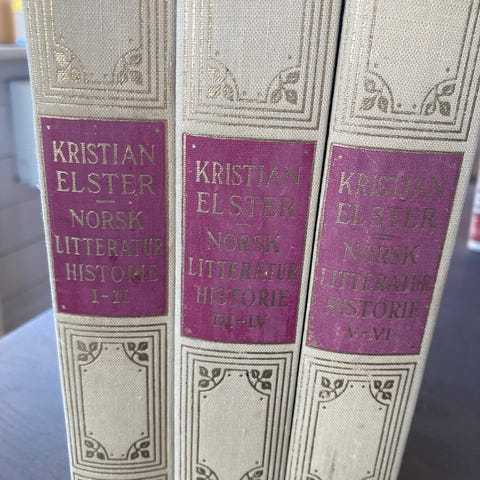 KRISTIAN
ELSTER
NORSK
LITTERATUR
HISTORIE
I-II
KRISTIAN
ELSTER
NORSK
LITTERATUR
HISTORIE
III-IV
KRISTIAN
ELSTER
NORSK
LITTERATUR
HISTORIE
V-VI